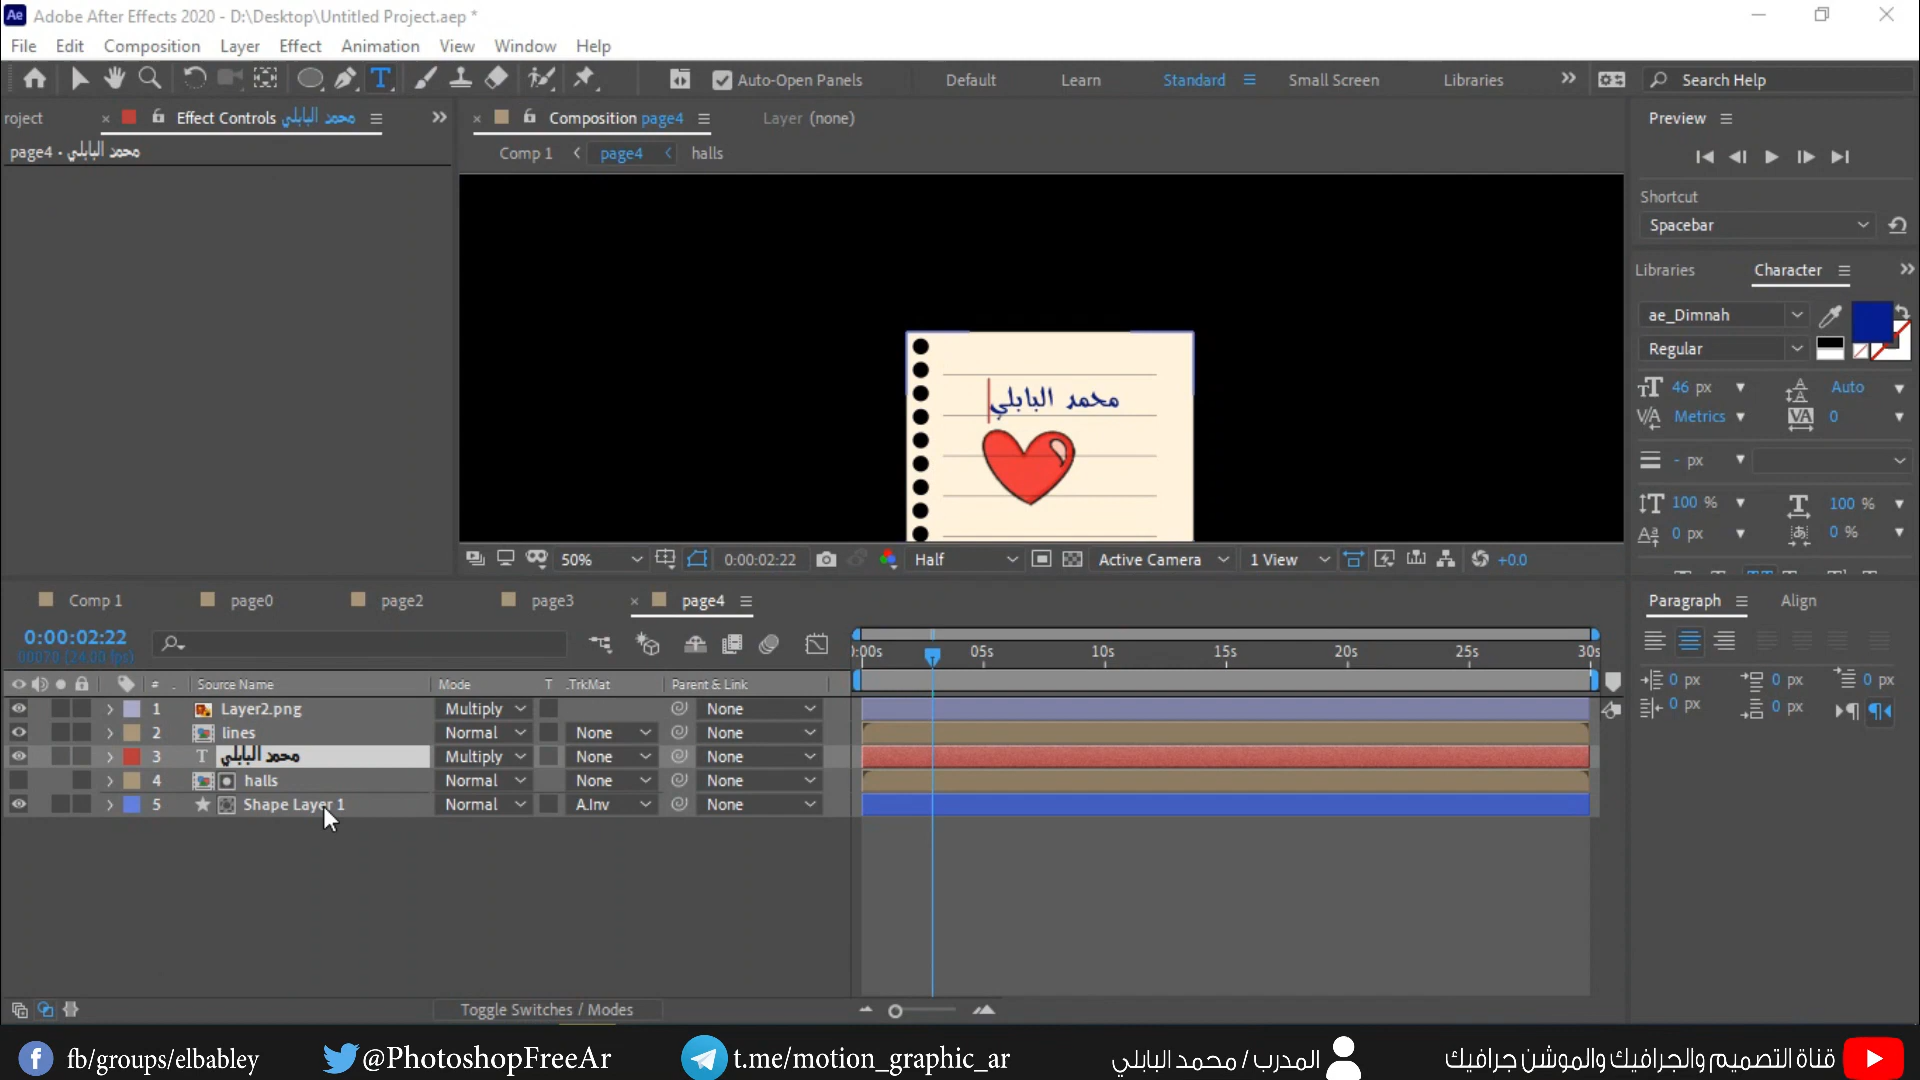 Adobe After Effects 2020 - D:\Desktop\Untitled Project.aep *
File Edit Composition Layer Effect Animation View Window Help
Auto-Open Panels Default Learn Standard Small Screen Libraries Search Help
roject Effect Controls محمد البابلي
page4 • محمد البابلي
Composition page4 Layer (none)
Comp 1 page4 halls
محمد البابلي
50% 0:00:02:22 Half Active Camera 1 View +0.0
Preview
Shortcut
Spacebar
Libraries Character
ae_Dimnah
Regular
46 px Auto
Metrics 0
- px
100 % 100 %
0 px 0 %
Comp 1 page0 page2 page3 page4
0:00:02:22
00070 (24.00 fps)
:00s 05s 10s 15s 20s 25s 30s
# Source Name Mode T .TrkMat Parent & Link
1 Layer2.png Multiply None
2 lines Normal None None
3 T محمد البابلي Multiply None None
4 halls Normal None None
5 Shape Layer 1 Normal A.Inv None
Toggle Switches / Modes
Paragraph Align
0 px 0 px 0 px
0 px 0 px
fb/groups/elbabley @PhotoshopFreeAr t.me/motion_graphic_ar المدرب / محمد البابلي قناة التصميم والجرافيك والموشن جرافيك